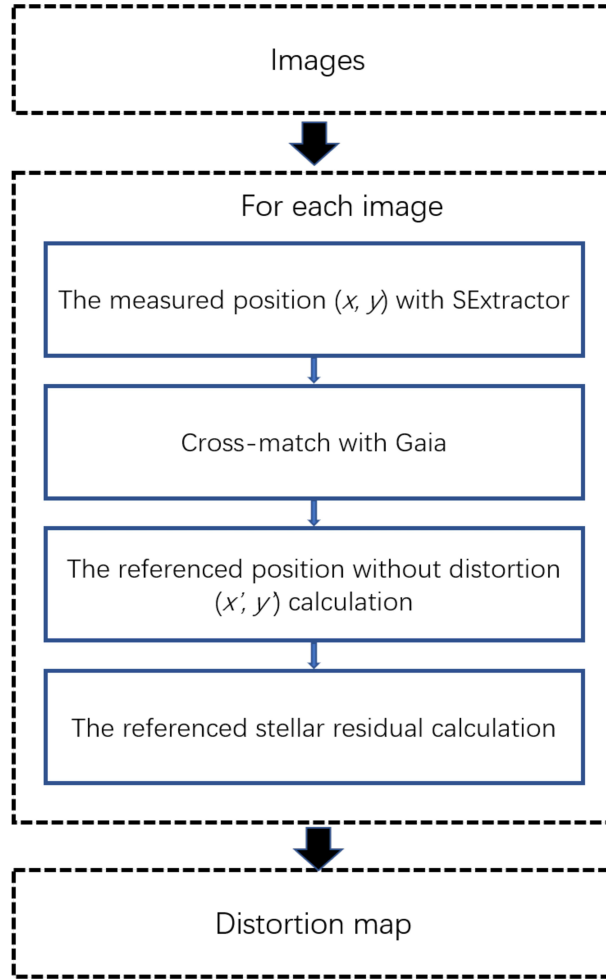 Images
For each image
The measured position (x, y) with SExtractor
Cross-match with Gaia
The referenced position without distortion
(x’, y’) calculation
The referenced stellar residual calculation
Distortion map